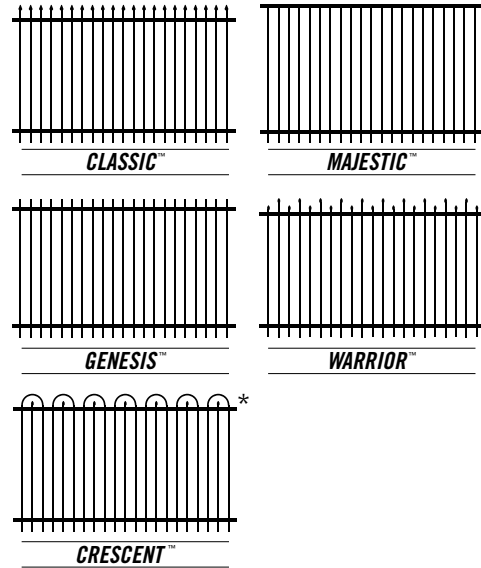 CLASSIC™
MAJESTIC™
GENESIS™
WARRIOR™
*
CRESCENT™